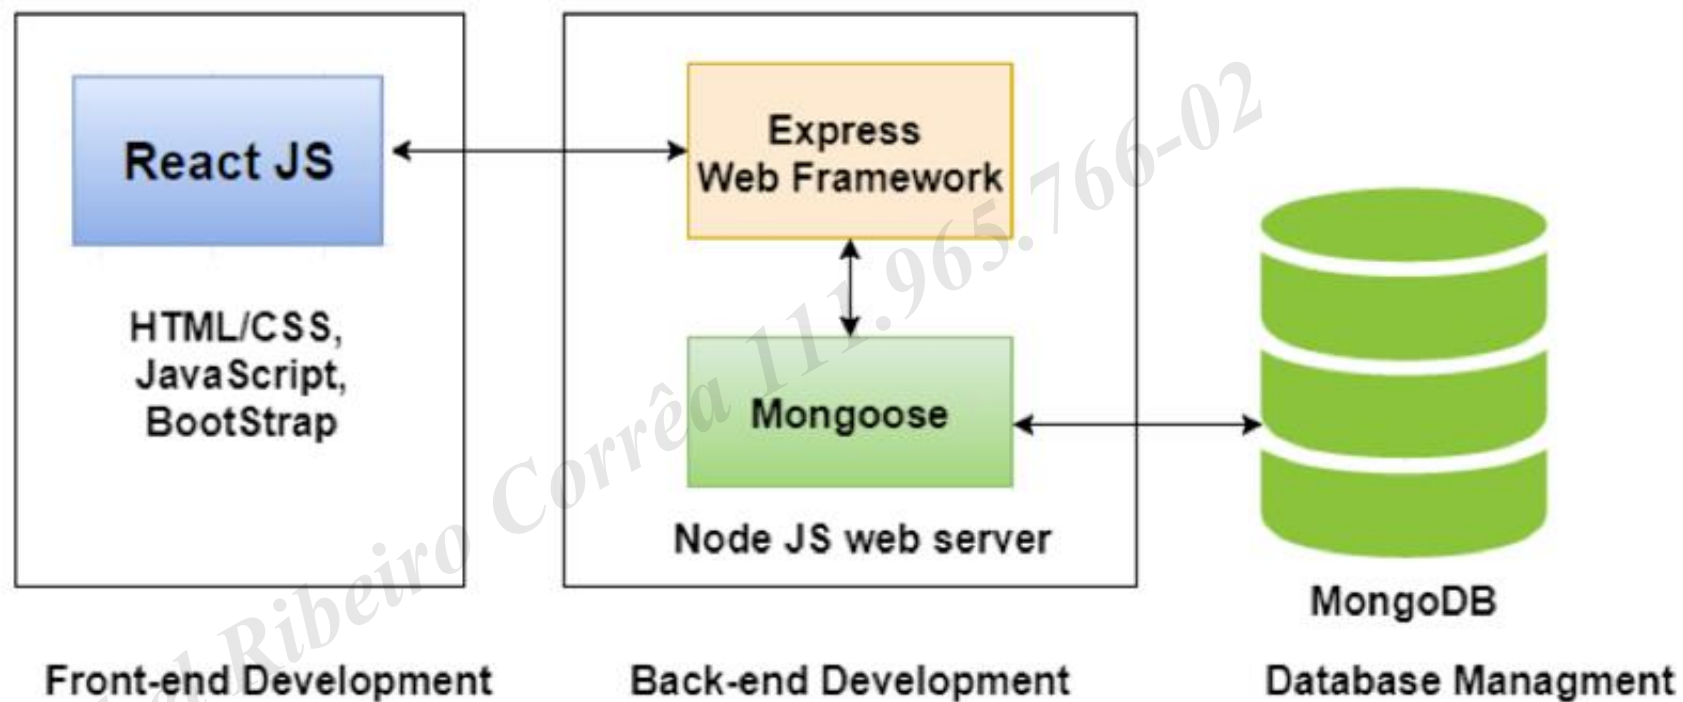 React JS
HTML/CSS,
JavaScript,
BootStrap
Express
Web Framework
Mongoose
Node JS web server
MongoDB
Front-end Development
Back-end Development
Database Managment
Ribeiro Corrêa 111.965.766-02